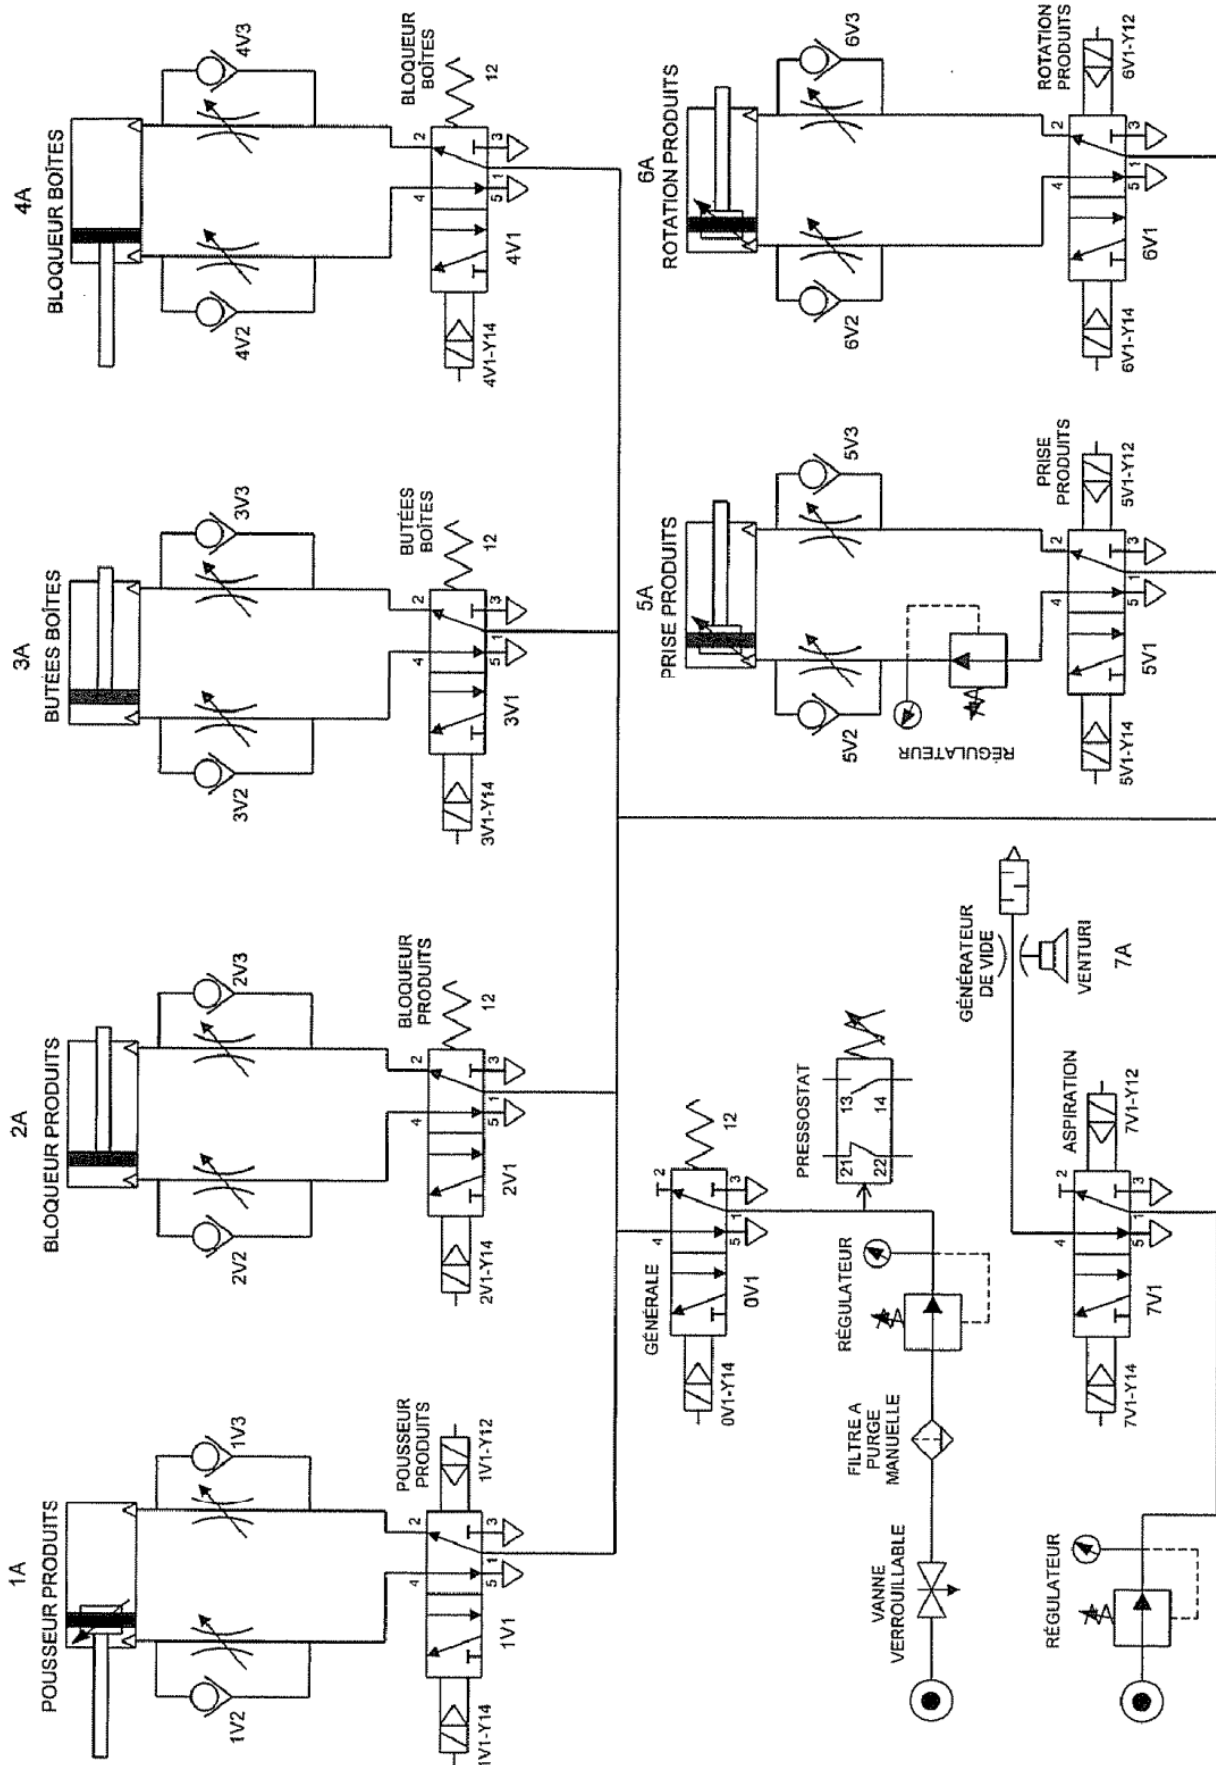 1A
POUSSEUR PRODUITS
1V2
1V3
POUSSEUR
PRODUITS
4
2
5
1
3
1V1-Y14
1V1
1V1-Y12
2A
BLOQUEUR PRODUITS
2V2
2V3
BLOQUEUR
PRODUITS
4
2
12
5
1
3
2V1-Y14
2V1
3A
BUTÉES BOÎTES
3V2
3V3
BUTÉES
BOÎTES
4
2
12
5
1
3
3V1-Y14
3V1
4A
BLOQUEUR BOÎTES
4V2
4V3
BLOQUEUR
BOÎTES
4
2
12
5
1
3
4V1-Y14
4V1
GÉNÉRALE
4
2
12
5
1
3
0V1-Y14
0V1
PRESSOSTAT
21
22
13
14
VANNE
VERROUILLABLE
FILTRE A
PURGE
MANUELLE
RÉGULATEUR
5A
PRISE PRODUITS
5V2
5V3
RÉGULATEUR
PRISE
PRODUITS
4
2
5
1
3
5V1-Y14
5V1
5V1-Y12
6A
ROTATION PRODUITS
6V2
6V3
ROTATION
PRODUITS
4
2
5
1
3
6V1-Y14
6V1
6V1-Y12
GÉNÉRATEUR
DE VIDE
VENTURI
7A
ASPIRATION
4
2
5
1
3
7V1-Y14
7V1
7V1-Y12
RÉGULATEUR